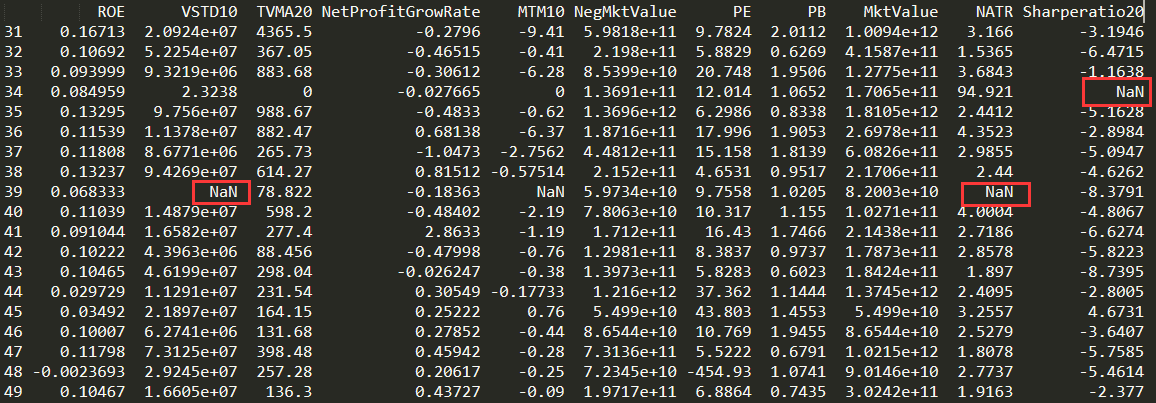 ROE VSTD10 TVMA20 NetProfitGrowRate MTM10 NegMktValue PE PB MktValue NATR Sharperatio20
31 0.16713 2.0924e+07 4365.5 -0.2796 -9.41 5.9818e+11 9.7824 2.0112 1.0094e+12 3.166 -3.1946
32 0.10692 5.2254e+07 367.05 -0.46515 -0.41 2.198e+11 5.8829 0.6269 4.1587e+11 1.5365 -6.4715
33 0.093999 9.3219e+06 883.68 -0.30612 -6.28 8.5399e+10 20.748 1.9506 1.2775e+11 3.6843 -1.1638
34 0.084959 2.3238 0 -0.027665 0 1.3691e+11 12.014 1.0652 1.7065e+11 94.921 NaN
35 0.13295 9.756e+07 988.67 -0.4833 -0.62 1.3696e+12 6.2986 0.8338 1.8105e+12 2.4412 -5.1628
36 0.11539 1.1378e+07 882.47 0.68138 -6.37 1.8716e+11 17.996 1.9053 2.6978e+11 4.3523 -2.8984
37 0.11808 8.6771e+06 265.73 -1.0473 -2.7562 4.4812e+11 15.158 1.8139 6.0826e+11 2.9855 -5.0947
38 0.13237 9.4269e+07 614.27 0.81512 -0.57514 2.152e+11 4.6531 0.9517 2.1706e+11 2.44 -4.6262
39 0.068333 NaN 78.822 -0.18363 NaN 5.9734e+10 9.7558 1.0205 8.2003e+10 NaN -8.3791
40 0.11039 1.4879e+07 598.2 -0.48402 -2.19 7.8063e+10 10.317 1.155 1.0271e+11 4.0004 -4.8067
41 0.091044 1.6582e+07 277.4 2.8633 -1.19 1.712e+11 16.43 1.7466 2.1438e+11 2.7186 -6.6274
42 0.10222 4.3963e+06 88.456 -0.47998 -0.76 1.2981e+11 8.3837 0.9737 1.7873e+11 2.8578 -5.8223
43 0.10465 4.6199e+07 298.04 -0.026247 -0.38 1.3973e+11 5.8283 0.6023 1.8424e+11 1.897 -8.7395
44 0.029729 1.1291e+07 231.54 0.30549 -0.17733 1.216e+12 37.362 1.1444 1.3745e+12 2.4095 -2.8005
45 0.03492 2.1897e+07 164.15 0.25222 0.76 5.499e+10 43.803 1.4553 5.499e+10 3.2557 4.6731
46 0.10007 6.2741e+06 131.68 0.27852 -0.44 8.6544e+10 10.769 1.9455 8.6544e+10 2.5279 -3.6407
47 0.11798 7.3125e+07 398.48 0.45942 -0.28 7.3136e+11 5.5222 0.6791 1.0215e+12 1.8078 -5.7585
48 -0.0023693 2.9245e+07 257.28 0.20616 -0.25 7.2345e+10 -454.93 1.0741 9.0146e+10 2.7737 -5.4614
49 0.10467 1.6605e+07 136.3 0.43727 -0.09 1.9717e+11 6.8864 0.7435 3.0242e+11 1.9163 -2.377